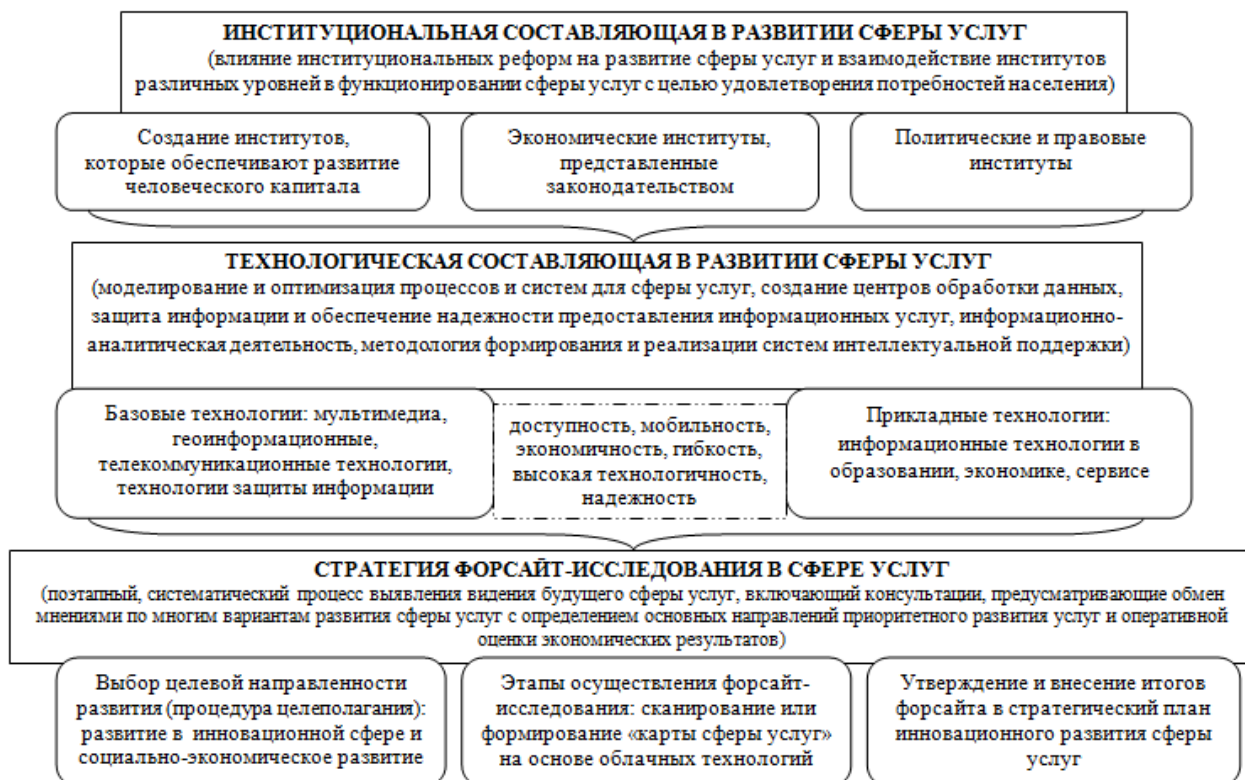 ИНСТИТУЦИОНАЛЬНАЯ СОСТАВЛЯЮЩАЯ В РАЗВИТИИ СФЕРЫ УСЛУГ
(влияние институциональных реформ на развитие сферы услуг и взаимодействие институтов
различных уровней в функционировании сферы услуг с целью удовлетворения потребностей населения)
Создание институтов,
которые обеспечивают развитие
человеческого капитала
Экономические институты,
представленные
законодательством
Политические и правовые
институты
ТЕХНОЛОГИЧЕСКАЯ СОСТАВЛЯЮЩАЯ В РАЗВИТИИ СФЕРЫ УСЛУГ
(моделирование и оптимизация процессов и систем для сферы услуг, создание центров обработки данных,
защита информации и обеспечение надежности предоставления информационных услуг, информационно-
аналитическая деятельность, методология формирования и реализации систем интеллектуальной поддержки)
Базовые технологии: мультимедиа,
геоинформационные,
телекоммуникационные технологии,
технологии защиты информации
доступность, мобильность,
экономичность, гибкость,
высокая технологичность,
надежность
Прикладные технологии:
информационные технологии в
образовании, экономике, сервисе
СТРАТЕГИЯ ФОРСАЙТ-ИССЛЕДОВАНИЯ В СФЕРЕ УСЛУГ
(поэтапный, систематический процесс выявления видения будущего сферы услуг, включающий консультации, предусматривающие обмен
мнениями по многим вариантам развития сферы услуг с определением основных направлений приоритетного развития услуг и оперативной
оценки экономических результатов)
Выбор целевой направленности
развития (процедура целеполагания):
развитие в инновационной сфере и
социально-экономическое развитие
Этапы осуществления форсайт-
исследования: сканирование или
формирование «карты сферы услуг»
на основе облачных технологий
Утверждение и внесение итогов
форсайта в стратегический план
инновационного развития сферы
услуг